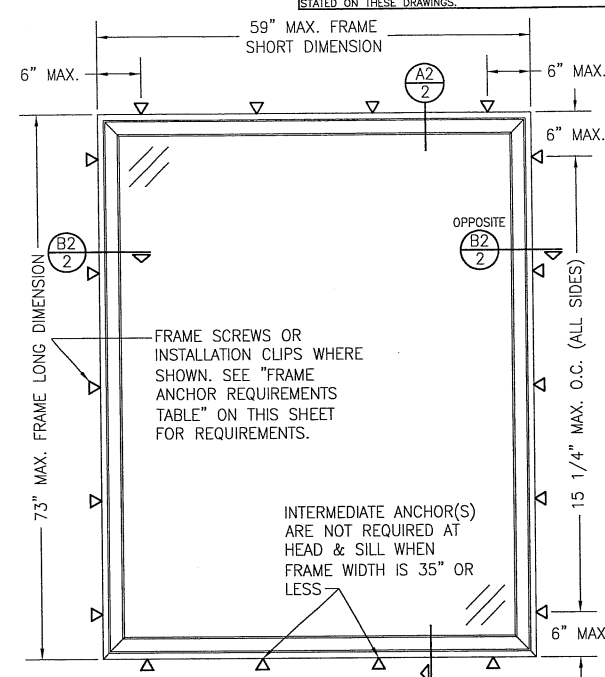 STATED ON THESE DRAWINGS.
59" MAX. FRAME
SHORT DIMENSION
6" MAX.
6" MAX.
A2
2
6" MAX.
B2
2
OPPOSITE
B2
2
73" MAX. FRAME LONG DIMENSION
15 1/4" MAX. O.C. (ALL SIDES)
FRAME SCREWS OR
INSTALLATION CLIPS WHERE
SHOWN. SEE "FRAME
ANCHOR REQUIREMENTS
TABLE" ON THIS SHEET
FOR REQUIREMENTS.
INTERMEDIATE ANCHOR(S)
ARE NOT REQUIRED AT
HEAD & SILL WHEN
FRAME WIDTH IS 35" OR
LESS
6" MAX